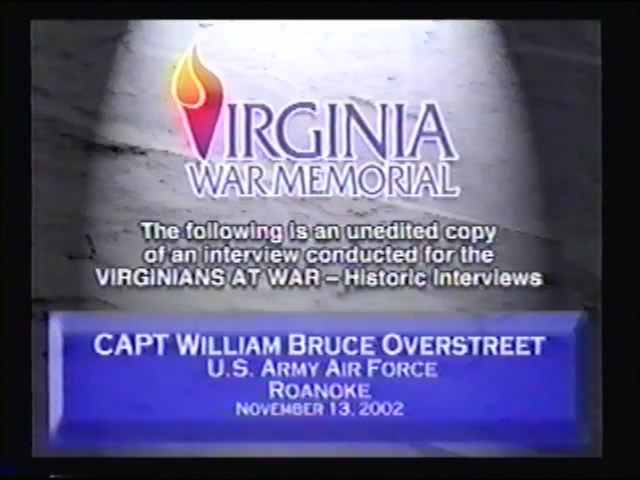 VIRGINIA
WAR MEMORIAL
The following is an unedited copy
of an interview conducted for the
VIRGINIANS AT WAR – Historic Interviews
CAPT WILLIAM BRUCE OVERSTREET
U.S. ARMY AIR FORCE
ROANOKE
NOVEMBER 13, 2002